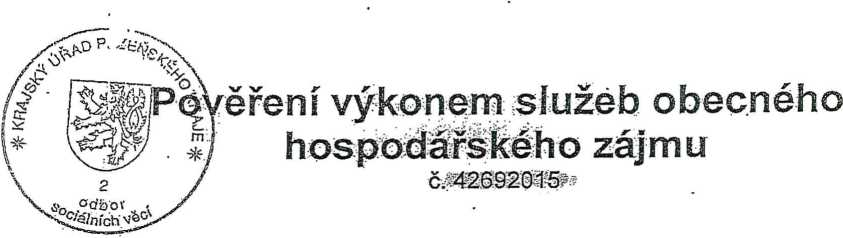 * KRAJSKÝ ÚŘAD PLZEŇSKÉHO KRAJE *
2
odbor
sociálních věcí
Pověření výkonem služeb obecného
hospodářského zájmu
č. 42692015